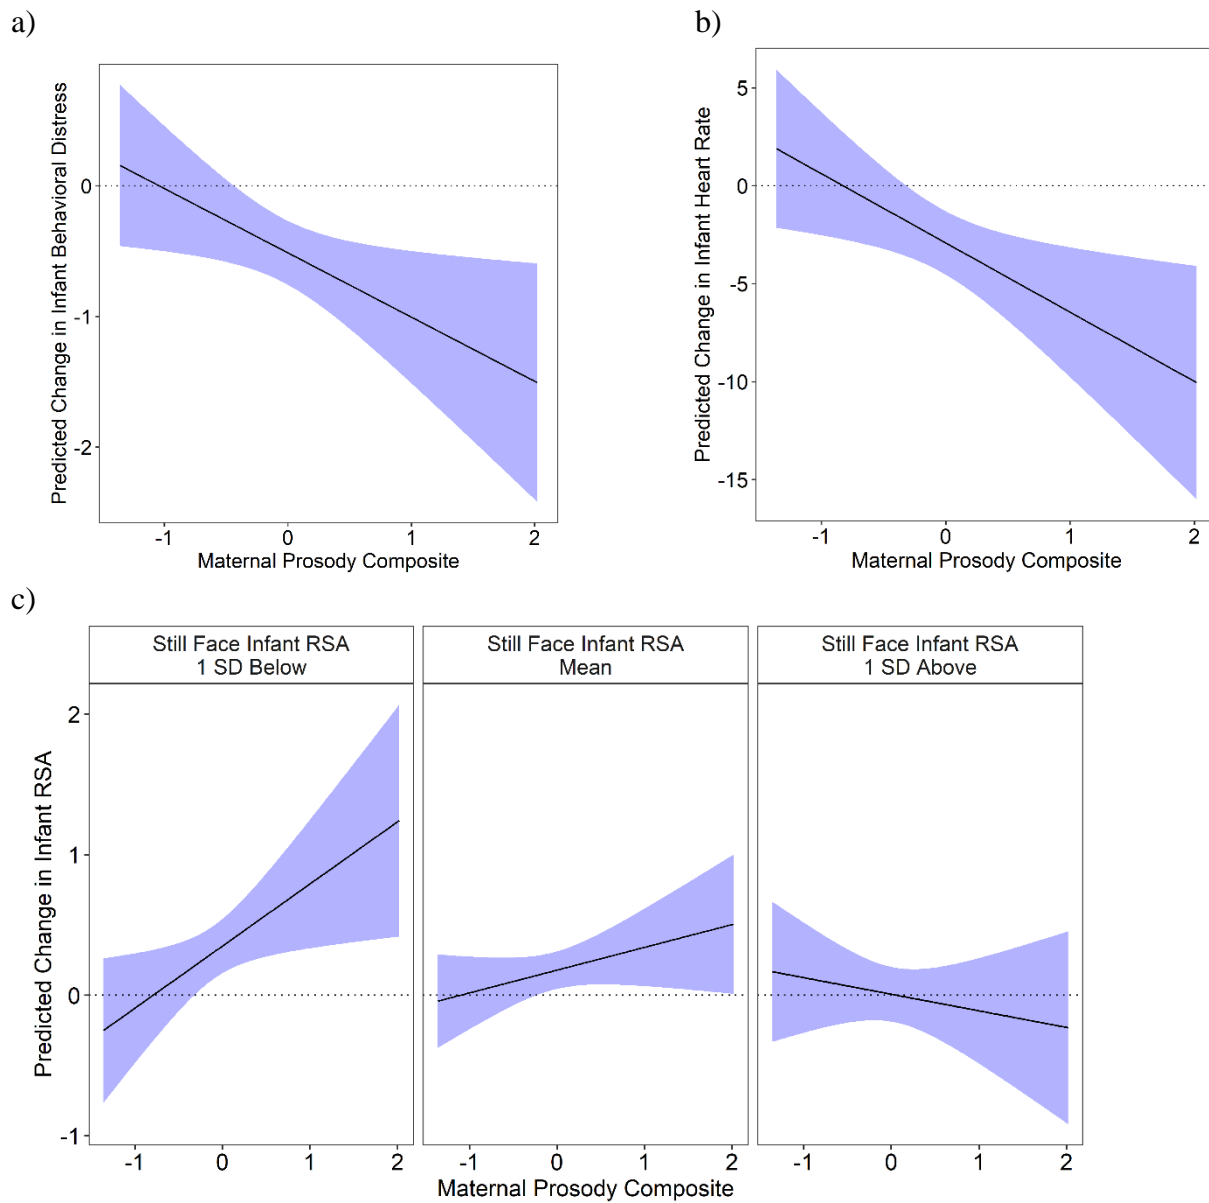 a)
Predicted Change in Infant Behavioral Distress
0
-1
-2
-1
0
1
2
Maternal Prosody Composite
b)
Predicted Change in Infant Heart Rate
5
0
-5
-10
-15
-1
0
1
2
Maternal Prosody Composite
c)
Still Face Infant RSA
1 SD Below
Still Face Infant RSA
Mean
Still Face Infant RSA
1 SD Above
Predicted Change in Infant RSA
2
1
0
-1
-1
0
1
2
-1
0
1
2
-1
0
1
2
Maternal Prosody Composite